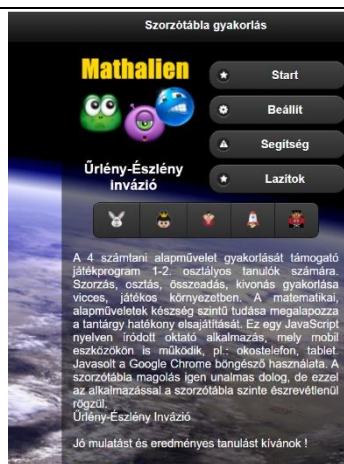 Szorzótábla gyakorlás
Mathalien
Űrlény-Észlény
invázió
Start
Beállít
Segítség
Lazítok
A 4 számtani alapművelet gyakorlását támogató
játékprogram 1-2. osztályos tanulók számára.
Szorzás, osztás, összeadás, kivonás gyakorlása
vicces, játékos környezetben. A matematikai,
alapműveletek készség szintű tudása megalapozza
a tantárgy hatékony elsajátítását. Ez egy JavaScript
nyelven íródott oktató alkalmazás, mely mobil
eszközökön is működik, pl.: okostelefon, tablet.
Javasolt a Google Chrome böngésző használata. A
szorzótábla magolás igen unalmas dolog, de ezzel
az alkalmazással a szorzótábla szinte észrevétlenül
rögzül.
Űrlény-Észlény Invázió
Jó mulatást és eredményes tanulást kívánok !